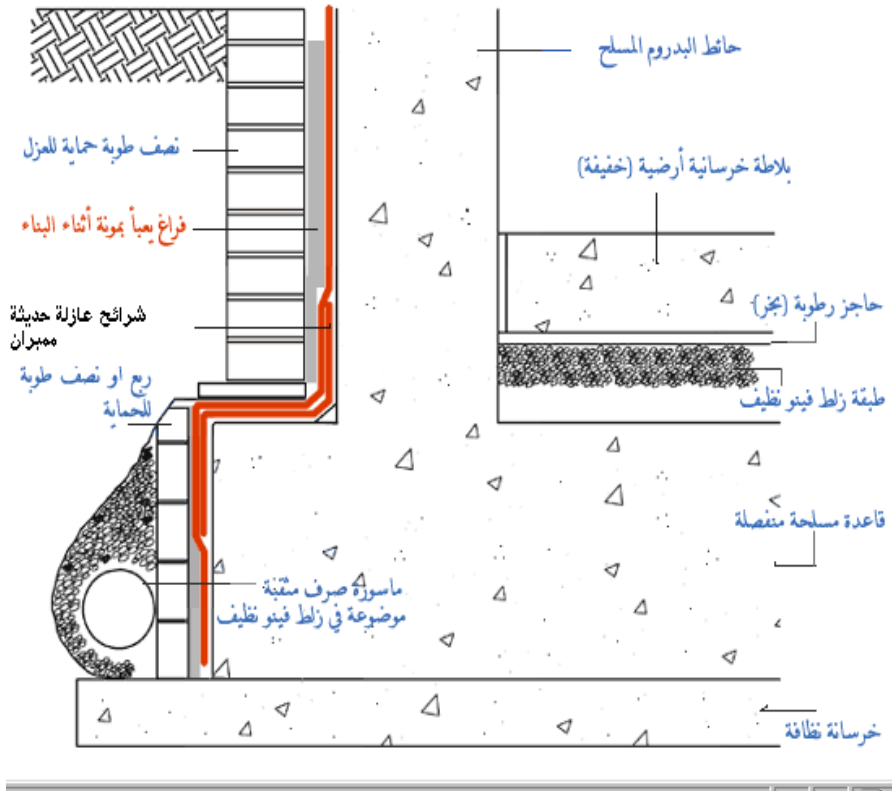 حائط البدروم المسلح
نصف طوبة حماية للعزل
بلاطة خرسانية أرضية (خفيفة)
فراغ يعبأ بمونة أثناء البناء
شرائح عازلة حديثة
ممبران
حاجز رطوبة (بخر)
ربع او نصف طوبة
للحماية
طبقة زلط فينو نظيف
قاعدة مسلحة منفصلة
ماسورة صرف مثقبة
موضوعة في زلط فينو نظيف
خرسانة نظافة